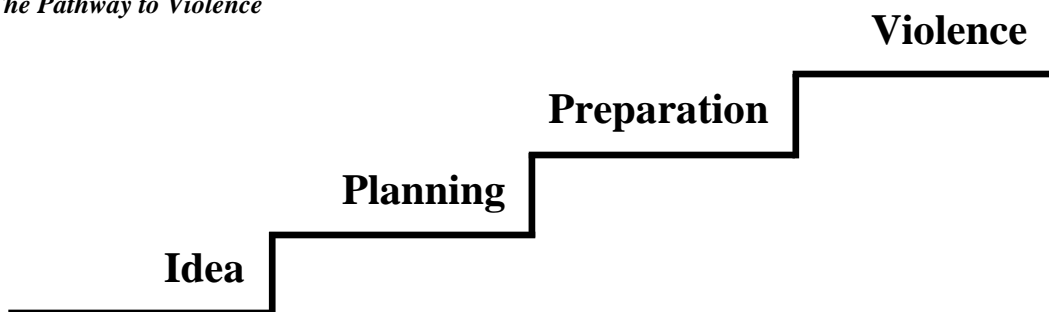 he Pathway to Violence
Violence
Preparation
Planning
Idea